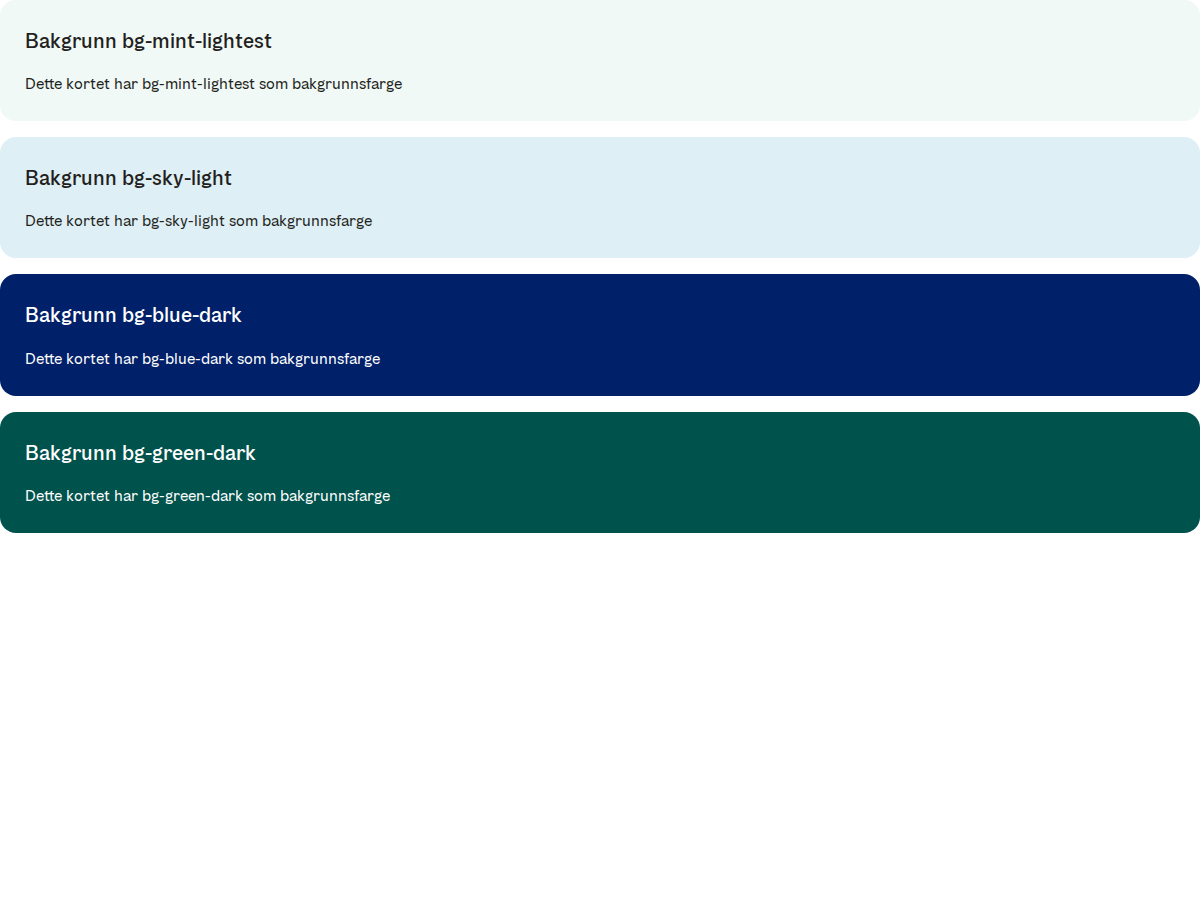 Bakgrunn bg-mint-lightest
Dette kortet har bg-mint-lightest som bakgrunnsfarge
Bakgrunn bg-sky-light
Dette kortet har bg-sky-light som bakgrunnsfarge
Bakgrunn bg-blue-dark
Dette kortet har bg-blue-dark som bakgrunnsfarge
Bakgrunn bg-green-dark
Dette kortet har bg-green-dark som bakgrunnsfarge